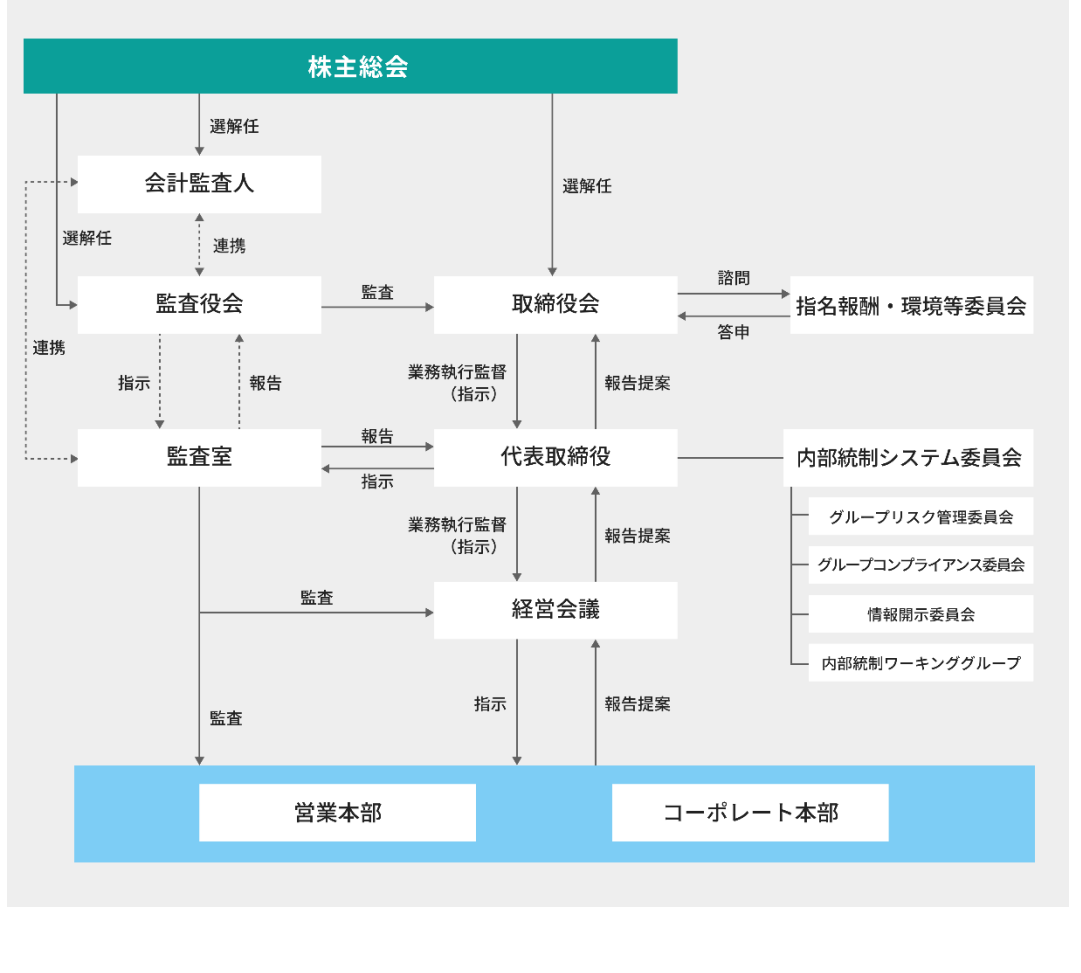 株主総会
選解任
会計監査人
選解任
選解任
連携
監査役会
監査
取締役会
諮問
答申
指名報酬・環境等委員会
連携
指示
報告
業務執行監督
（指示）
報告提案
監査室
報告
指示
代表取締役
内部統制システム委員会
グループリスク管理委員会
グループコンプライアンス委員会
情報開示委員会
内部統制ワーキンググループ
業務執行監督
（指示）
報告提案
監査
経営会議
監査
指示
報告提案
営業本部
コーポレート本部